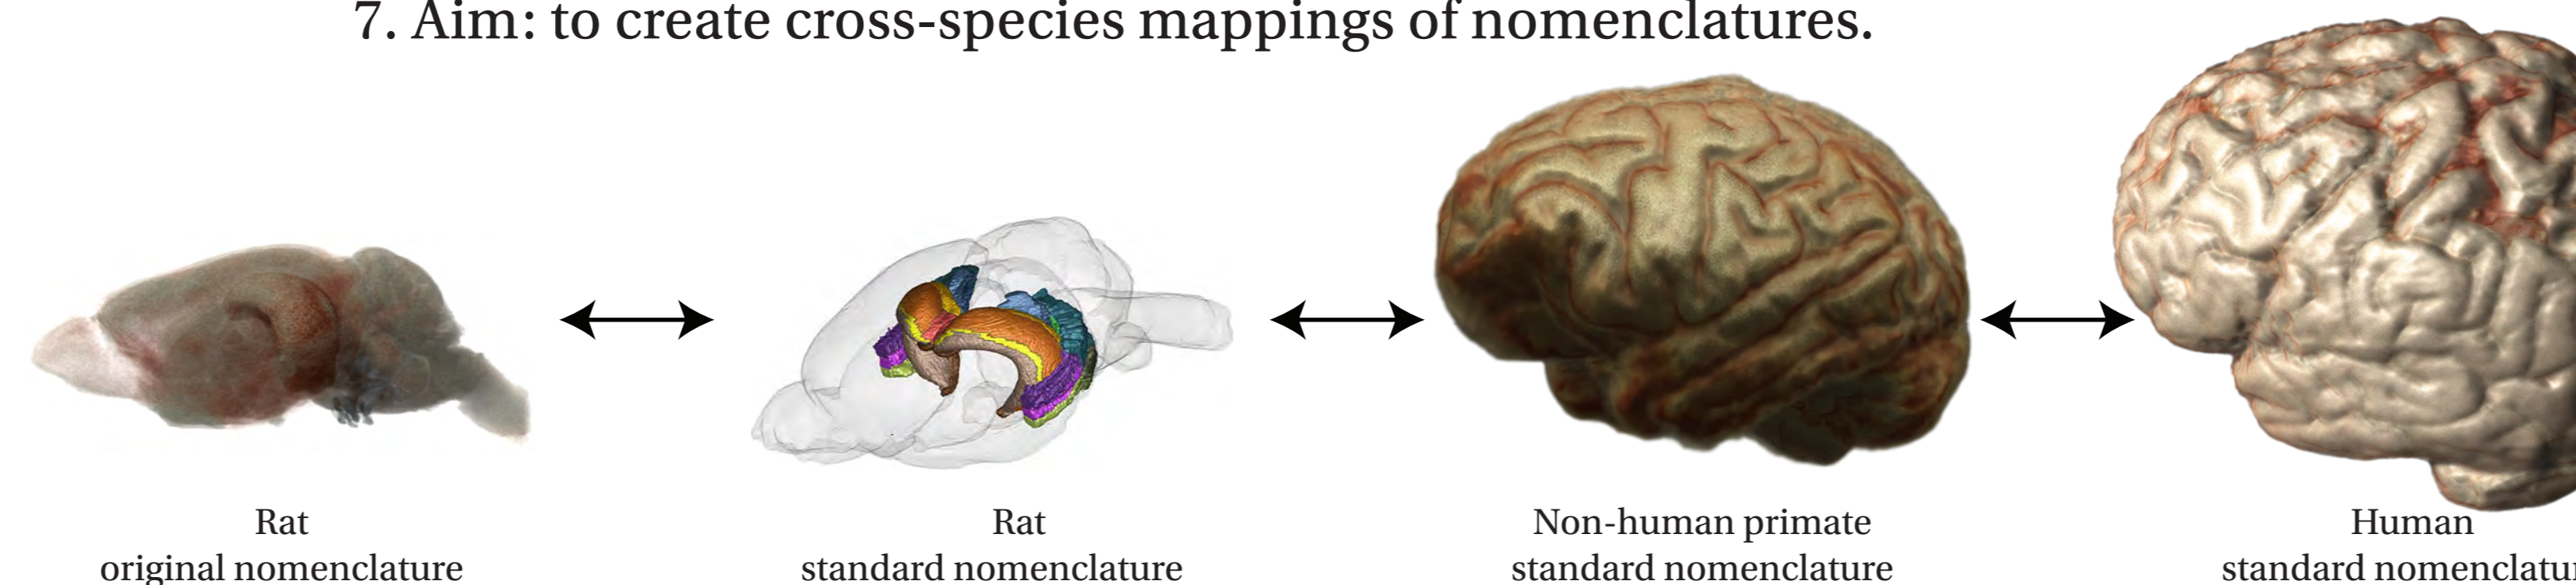 7. Aim: to create cross-species mappings of nomenclatures.
Rat
original nomenclature
Rat
standard nomenclature
Non-human primate
standard nomenclature
Human
standard